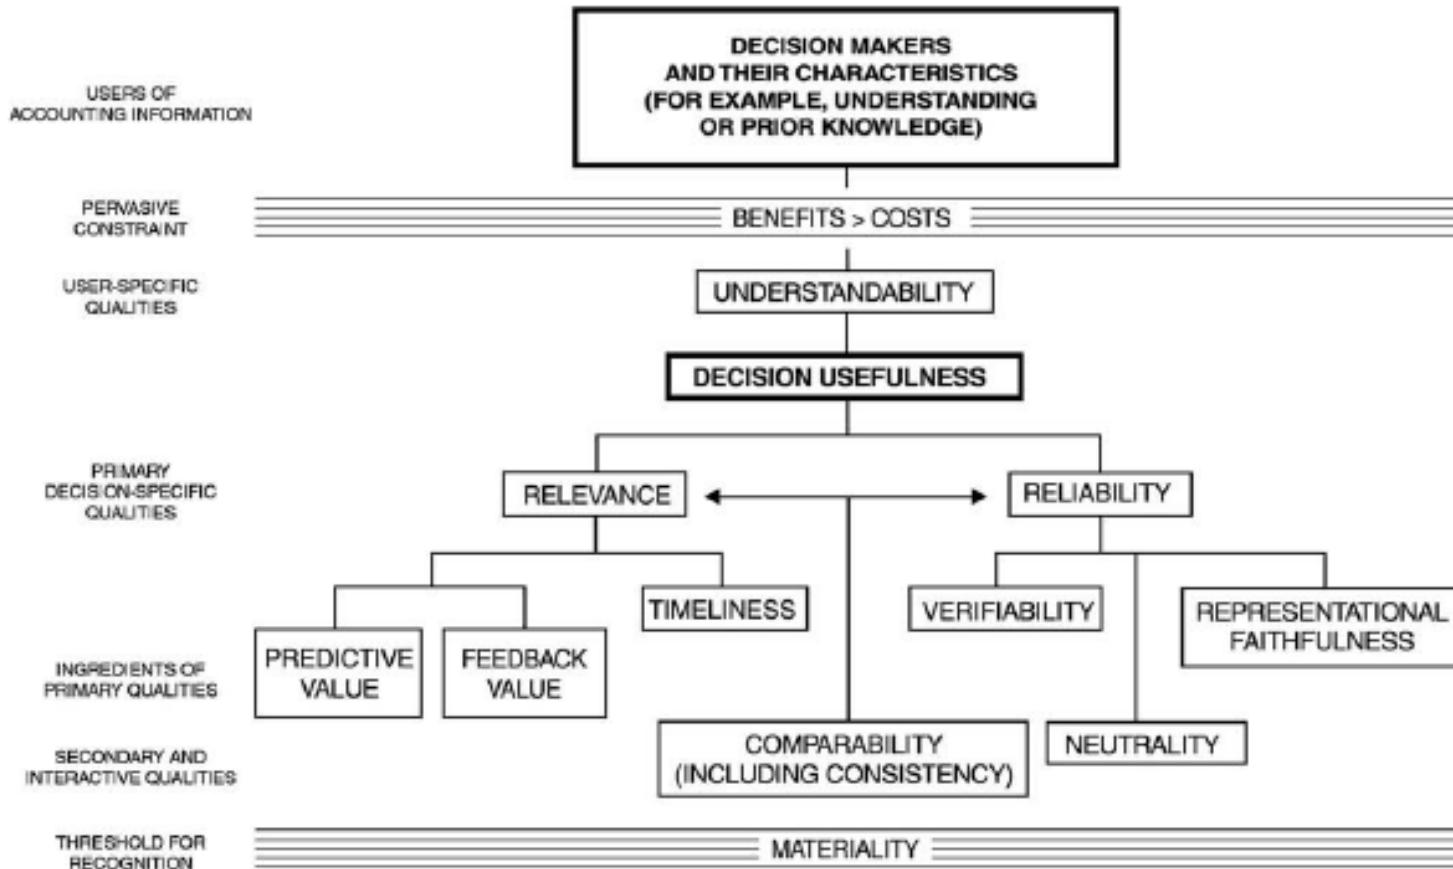 DECISION MAKERS
AND THEIR CHARACTERISTICS
(FOR EXAMPLE, UNDERSTANDING
OR PRIOR KNOWLEDGE)
USERS OF
ACCOUNTING INFORMATION
PERVASIVE
CONSTRAINT
BENEFITS > COSTS
USER-SPECIFIC
QUALITIES
UNDERSTANDABILITY
DECISION USEFULNESS
PRIMARY
DECISION-SPECIFIC
QUALITIES
RELEVANCE
RELIABILITY
TIMELINESS
VERIFIABILITY
REPRESENTATIONAL
FAITHFULNESS
PREDICTIVE
VALUE
FEEDBACK
VALUE
INGREDIENTS OF
PRIMARY QUALITIES
SECONDARY AND
INTERACTIVE QUALITIES
COMPARABILITY
(INCLUDING CONSISTENCY)
NEUTRALITY
THRESHOLD FOR
RECOGNITION
MATERIALITY